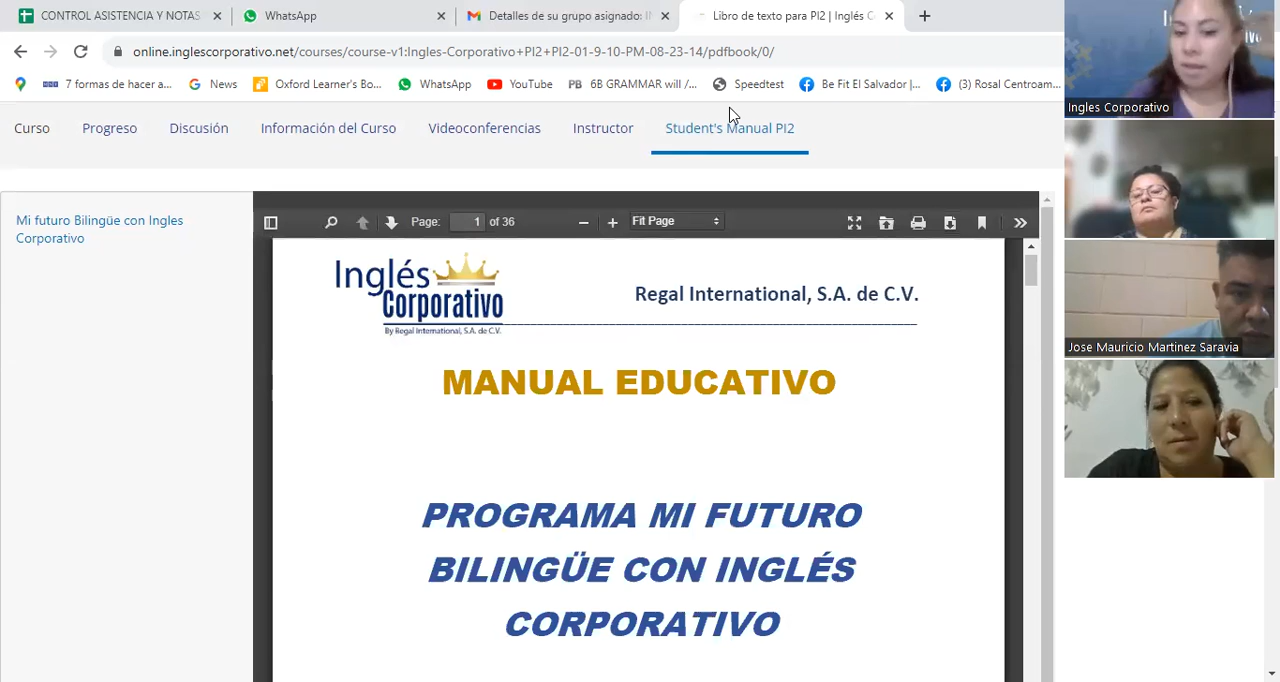 CONTROL ASISTENCIA Y NOTAS
WhatsApp
Detalles de su grupo asignado:
Libro de texto para PI2 | Inglés C
online.inglescorporativo.net/courses/course-v1:Ingles-Corporativo+PI2+PI2-01-9-10-PM-08-23-14/pdfbook/0/
7 formas de hacer a...
News
Oxford Learner's Bo...
WhatsApp
YouTube
PB 6B GRAMMAR will /...
Speedtest
Be Fit El Salvador |...
(3) Rosal Centroam...
Curso
Progreso
Discusión
Información del Curso
Videoconferencias
Instructor
Student's Manual PI2
Mi futuro Bilingüe con Ingles
Corporativo
Page: 1 of 36
Fit Page
Inglés
Corporativo
By Regal International, S.A. de C.V.
Regal International, S.A. de C.V.
MANUAL EDUCATIVO
PROGRAMA MI FUTURO
BILINGÜE CON INGLÉS
CORPORATIVO
Ingles Corporativo
Jose Mauricio Martinez Saravia